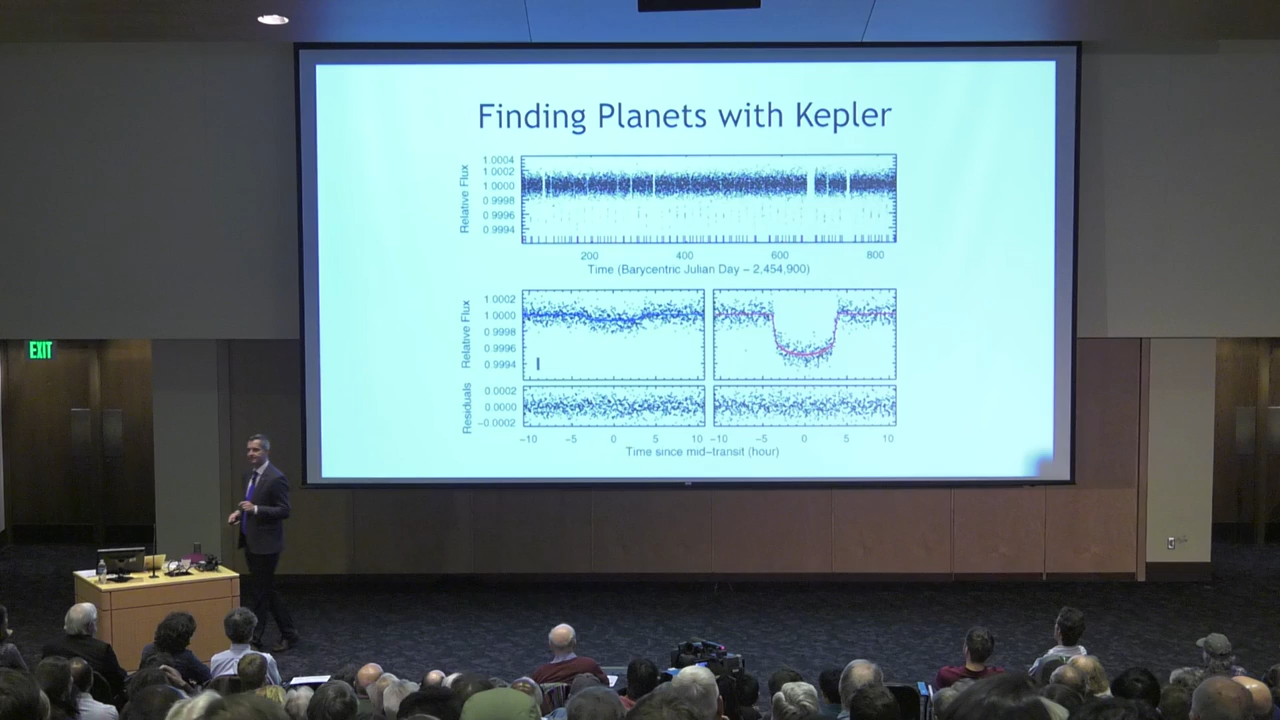 Finding Planets with Kepler
Relative Flux
1.0004
1.0002
1.0000
0.9998
0.9996
0.9994
200 400 600 800
Time (Barycentric Julian Day – 2,454,900)
Relative Flux
1.0002
1.0000
0.9998
0.9996
0.9994
Residuals
0.0002
0.0000
−0.0002
−10 −5 0 5 10 −10 −5 0 5 10
Time since mid−transit (hour)
EXIT